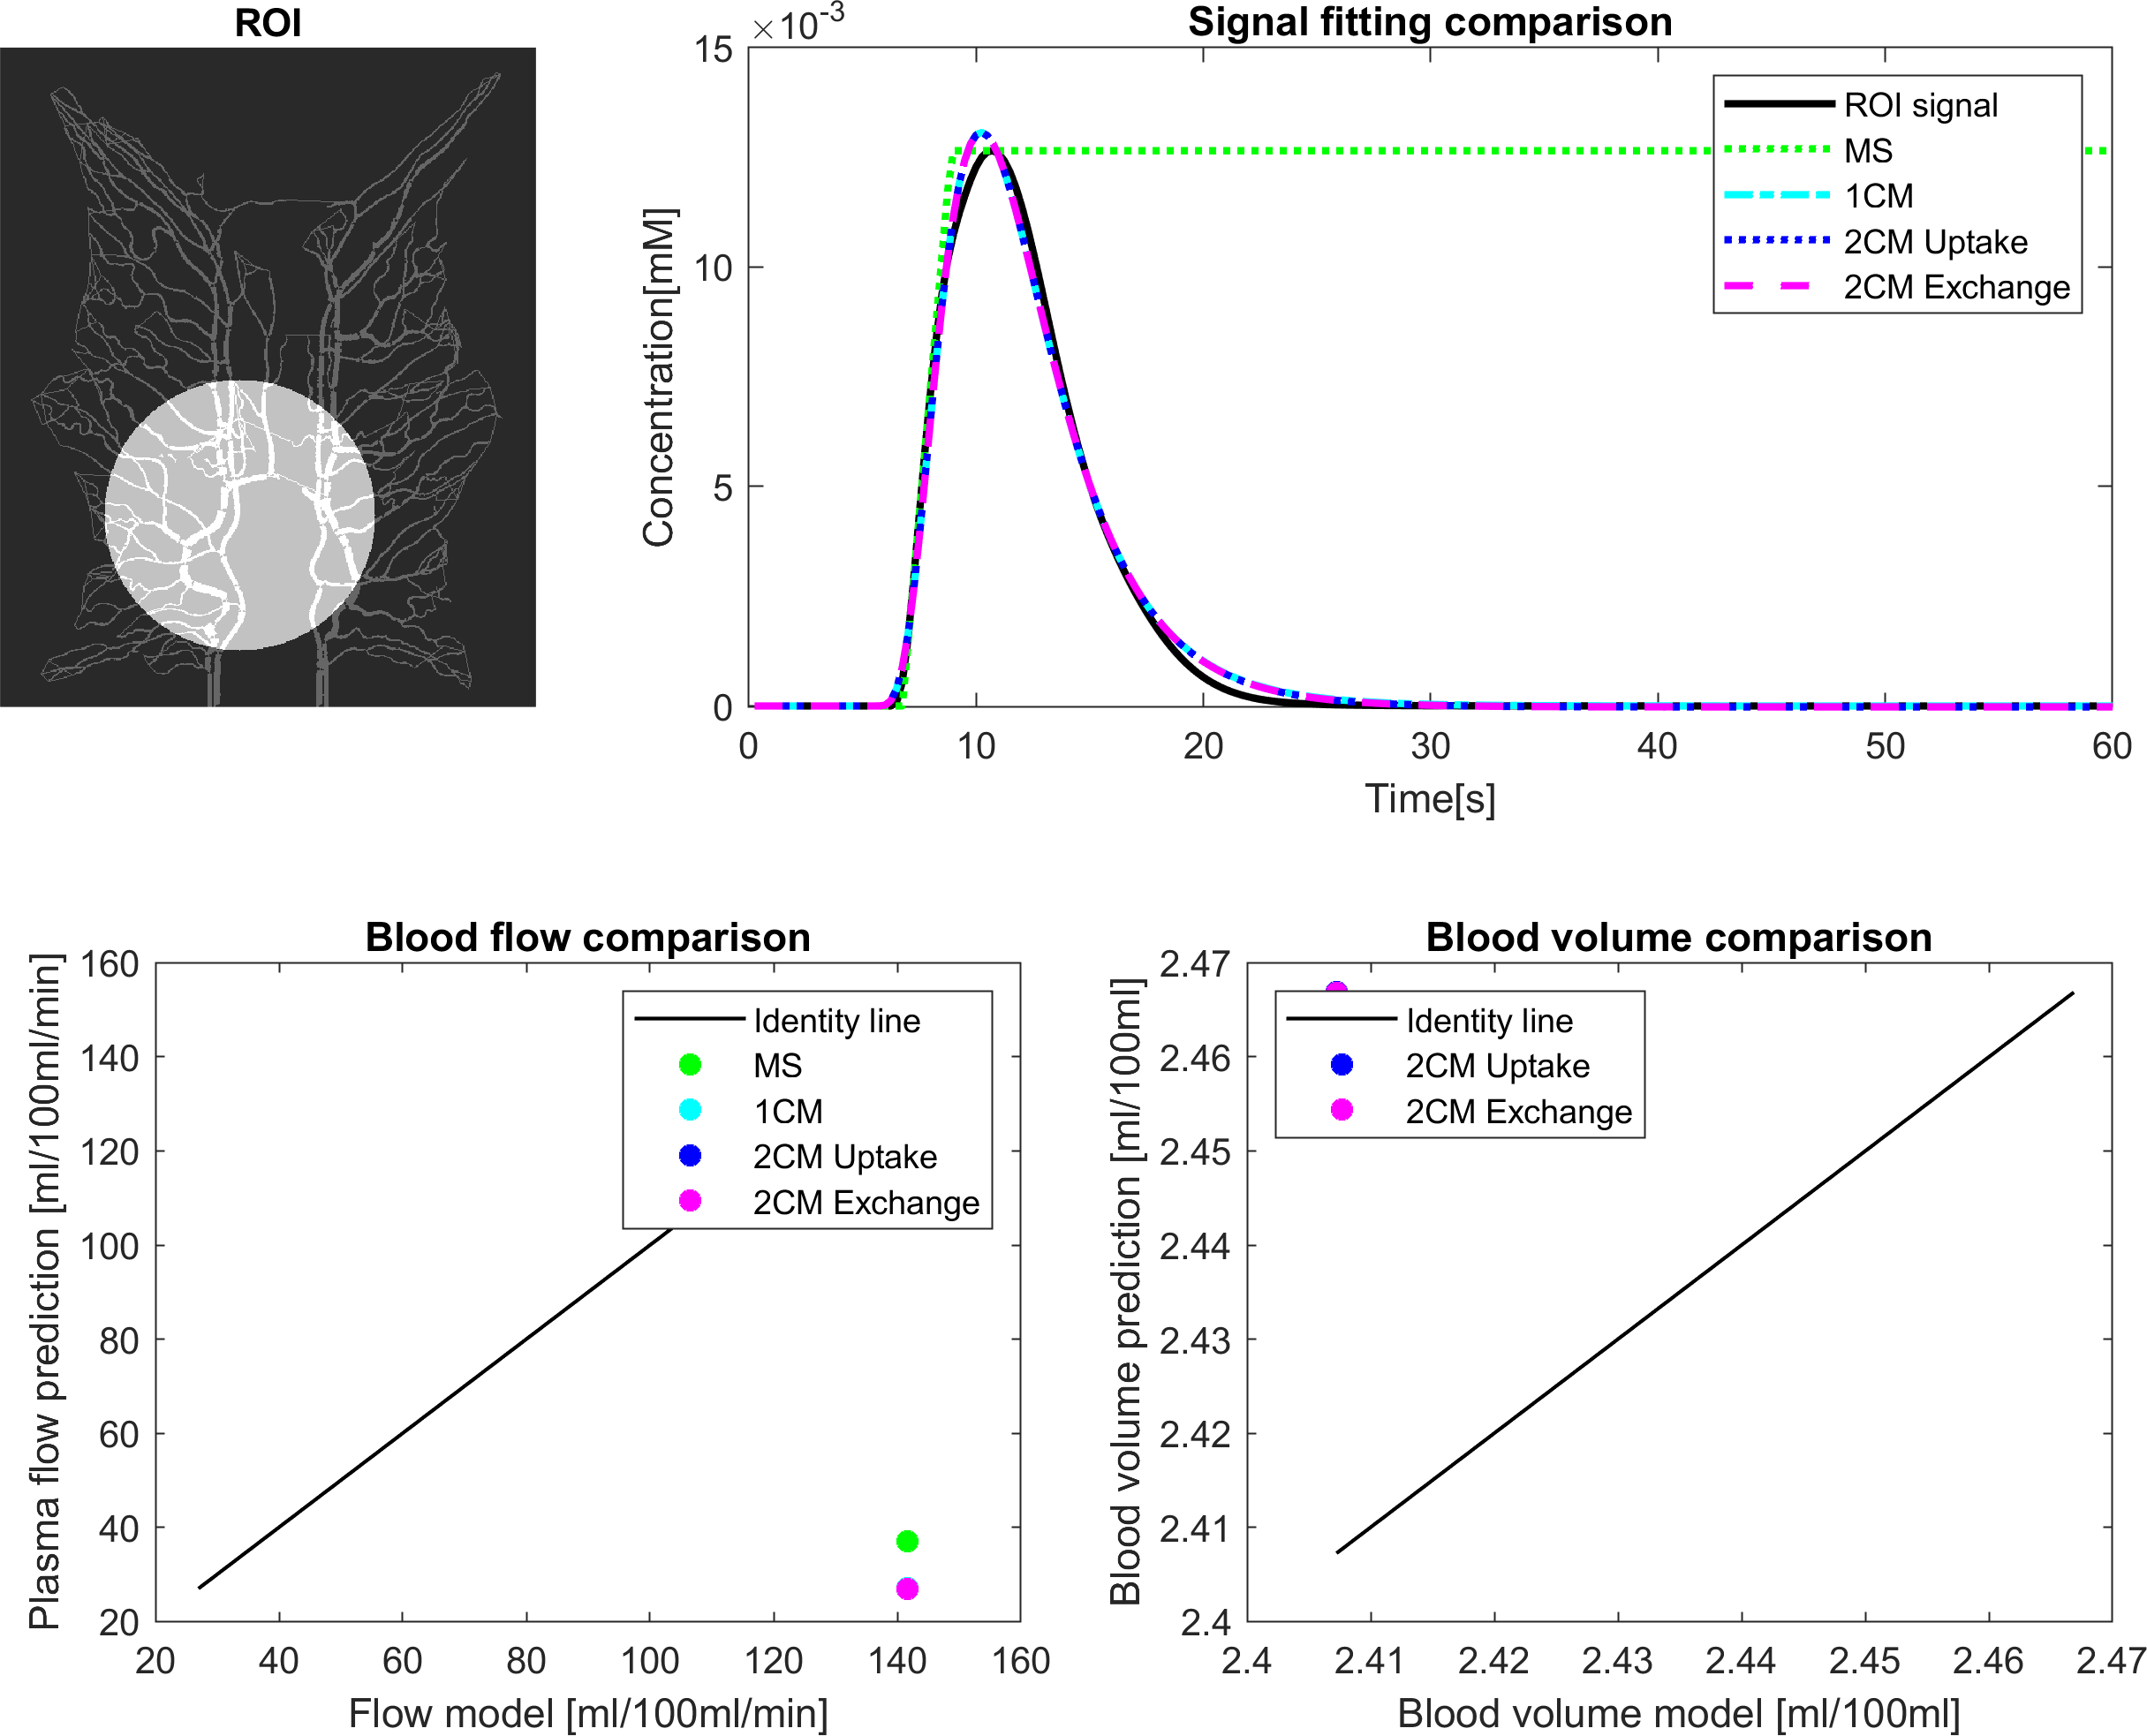 ROI
Signal fitting comparison
×10-3
15
10
5
0
0 10 20 30 40 50 60
Concentration[mM]
Time[s]
ROI signal
MS
1CM
2CM Uptake
2CM Exchange
Blood flow comparison
160
140
120
100
80
60
40
20
20 40 60 80 100 120 140 160
Plasma flow prediction [ml/100ml/min]
Flow model [ml/100ml/min]
Identity line
MS
1CM
2CM Uptake
2CM Exchange
Blood volume comparison
2.47
2.46
2.45
2.44
2.43
2.42
2.41
2.4
2.4 2.41 2.42 2.43 2.44 2.45 2.46 2.47
Blood volume prediction [ml/100ml]
Blood volume model [ml/100ml]
Identity line
2CM Uptake
2CM Exchange